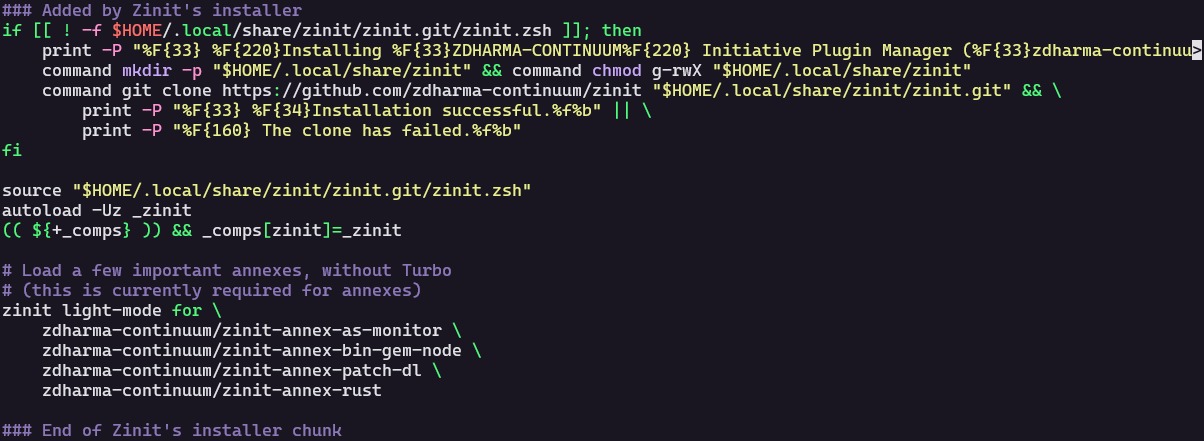 ### Added by Zinit's installer
if [[ ! -f $HOME/.local/share/zinit/zinit.git/zinit.zsh ]]; then
    print -P "%F{33} %F{220}Installing %F{33}ZDHARMA-CONTINUUM%F{220} Initiative Plugin Manager (%F{33}zdharma-continuu>
    command mkdir -p "$HOME/.local/share/zinit" && command chmod g-rwX "$HOME/.local/share/zinit"
    command git clone https://github.com/zdharma-continuum/zinit "$HOME/.local/share/zinit/zinit.git" && \
        print -P "%F{33} %F{34}Installation successful.%f%b" || \
        print -P "%F{160} The clone has failed.%f%b"
fi

source "$HOME/.local/share/zinit/zinit.git/zinit.zsh"
autoload -Uz _zinit
(( ${+_comps} )) && _comps[zinit]=_zinit

# Load a few important annexes, without Turbo
# (this is currently required for annexes)
zinit light-mode for \
    zdharma-continuum/zinit-annex-as-monitor \
    zdharma-continuum/zinit-annex-bin-gem-node \
    zdharma-continuum/zinit-annex-patch-dl \
    zdharma-continuum/zinit-annex-rust

### End of Zinit's installer chunk